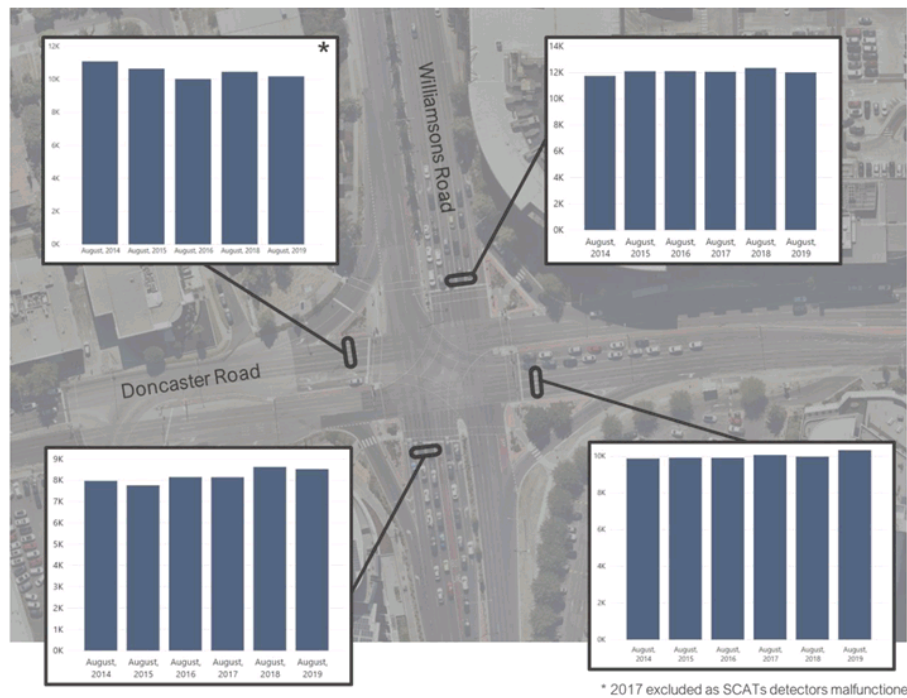 *
12K
10K
8K
6K
4K
2K
0K
August, 2014 August, 2015 August, 2016 August, 2018 August, 2019
14K
12K
10K
8K
6K
4K
2K
0K
August, August, August, August, August, August,
2014 2015 2016 2017 2018 2019
Williamsons Road
Doncaster Road
9K
8K
7K
6K
5K
4K
3K
2K
1K
0K
August, August, August, August, August, August,
2014 2015 2016 2017 2018 2019
10K
8K
6K
4K
2K
0K
August, August, August, August, August, August,
2014 2015 2016 2017 2018 2019
* 2017 excluded as SCATs detectors malfunctione